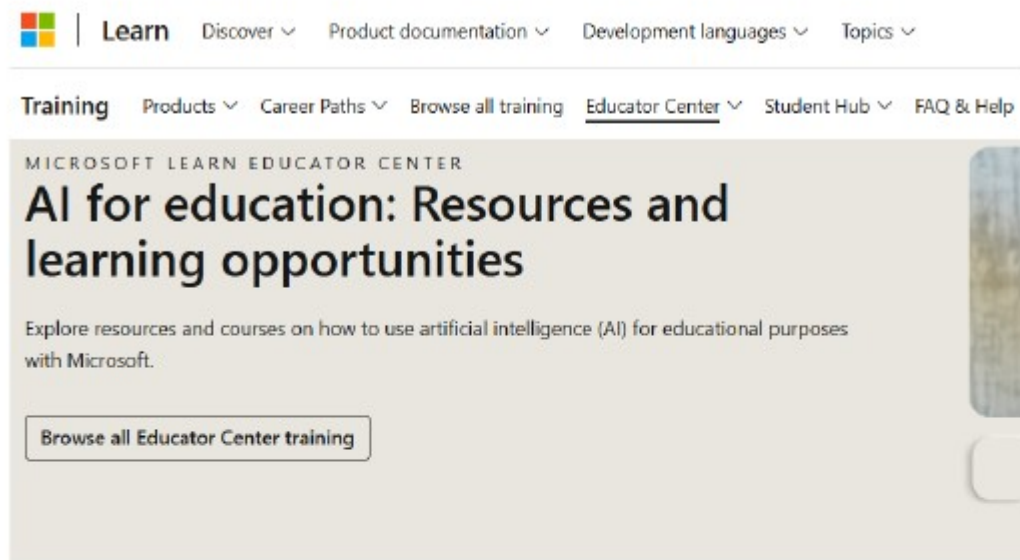 Learn Discover Product documentation Development languages Topics
Training Products Career Paths Browse all training Educator Center Student Hub FAQ & Help
MICROSOFT LEARN EDUCATOR CENTER
AI for education: Resources and
learning opportunities
Explore resources and courses on how to use artificial intelligence (AI) for educational purposes
with Microsoft.
Browse all Educator Center training